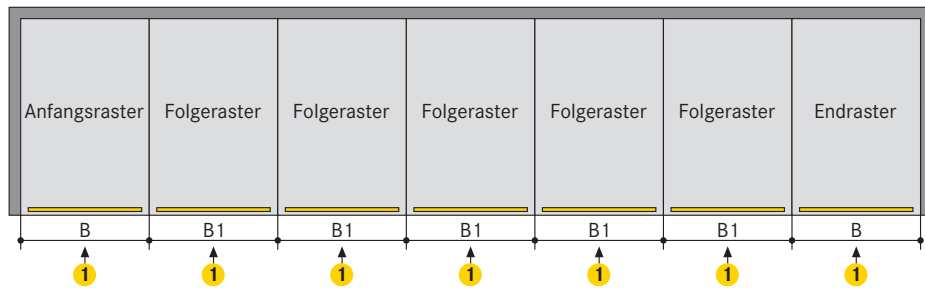 Anfangsraster Folgeraster Folgeraster Folgeraster Folgeraster Folgeraster Endraster
B B1 B1 B1 B1 B1 B
1 1 1 1 1 1 1